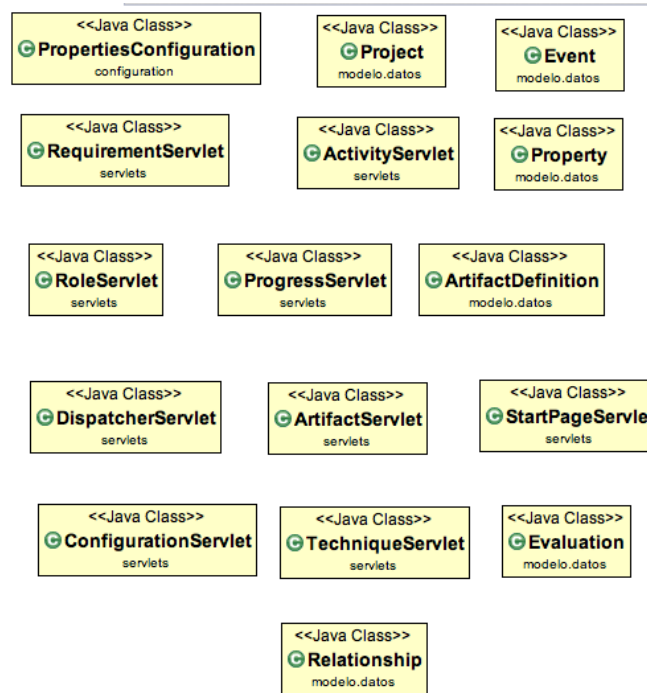 <<Java Class>>
PropertiesConfiguration
configuration
<<Java Class>>
Project
modelo.datos
<<Java Class>>
Event
modelo.datos
<<Java Class>>
RequirementServlet
servlets
<<Java Class>>
ActivityServlet
servlets
<<Java Class>>
Property
modelo.datos
<<Java Class>>
RoleServlet
servlets
<<Java Class>>
ProgressServlet
servlets
<<Java Class>>
ArtifactDefinition
modelo.datos
<<Java Class>>
DispatcherServlet
servlets
<<Java Class>>
ArtifactServlet
servlets
<<Java Class>>
StartPageServle
servlets
<<Java Class>>
ConfigurationServlet
servlets
<<Java Class>>
TechniqueServlet
servlets
<<Java Class>>
Evaluation
modelo.datos
<<Java Class>>
Relationship
modelo.datos